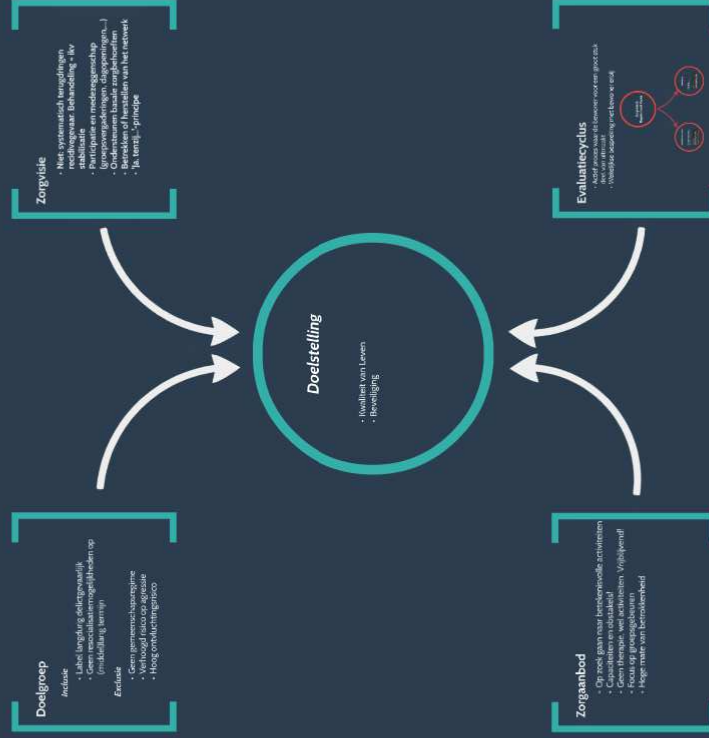 Doelgroep
Inclusie
• Label langdurig delictgevaarlijk
• Geen resocialisatiemogelijkheden op
(middel)lang termijn
Exclusie
• Geen gemeenschapsregime
• Verhoogd risico op agressie
• Hoog ontvluchtingsrisico
Zorgvisie
• Niet: systematisch terugdringen
recidivegevaar. Behandeling = ikv
stabilisatie
• Participatie en medezeggenschap
(groepsvergaderingen, dagopeningen,...)
• Ondersteunen basale zorgbehoeften
• Betrekken of herstellen van het netwerk
• 'Ja, tenzij...'-principe
Doelstelling
• Kwaliteit van Leven
• Beveiliging
Zorgaanbod
• Op zoek gaan naar betekenisvolle activiteiten
• Capaciteiten en obstakels!
• Geen therapie, wel activiteiten. Vrijblijvend!
• Focus op groepsgebeuren
• Hoge mate van betrokkenheid
Evaluatiecyclus
• Actief proces waar de bewoner voor een groot stuk
deel van uitmaakt
• Wekelijkse bespreking met bewoner erbij